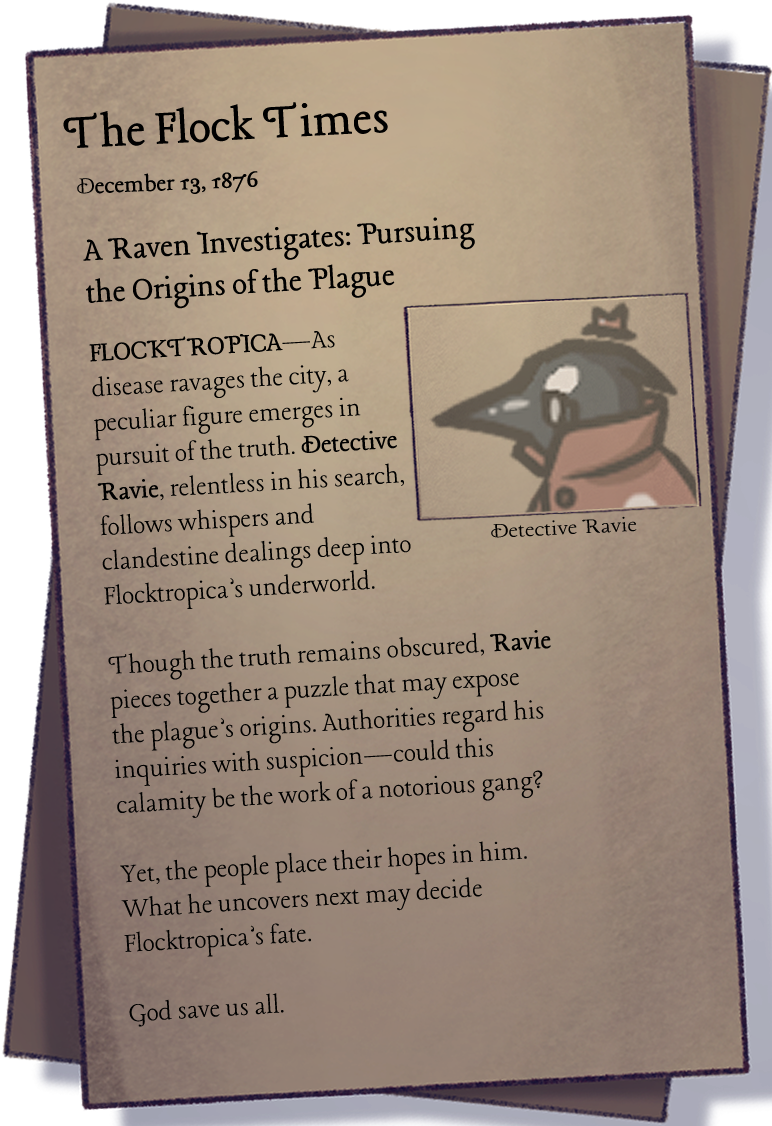 The Flock Times
December 13, 1876
A Raven Investigates: Pursuing
the Origins of the Plague
FLOCKTROPICA—As
disease ravages the city, a
peculiar figure emerges in
pursuit of the truth. Detective
Ravie, relentless in his search,
follows whispers and
clandestine dealings deep into
Flocktropica's underworld.
Detective Ravie
Though the truth remains obscured, Ravie
pieces together a puzzle that may expose
the plague's origins. Authorities regard his
inquiries with suspicion—could this
calamity be the work of a notorious gang?
Yet, the people place their hopes in him.
What he uncovers next may decide
Flocktropica's fate.
God save us all.